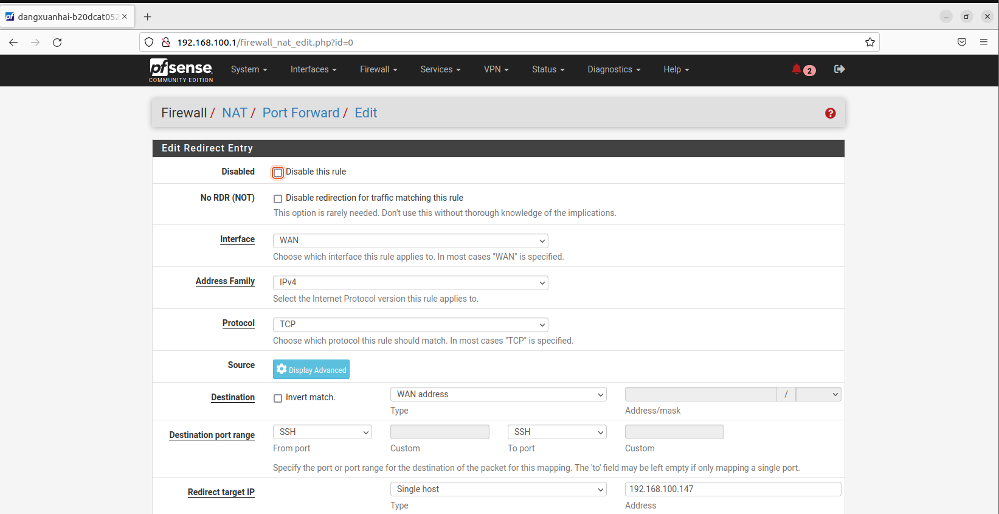 dangxuanhai-b20dcat052
192.168.100.1/firewall_nat_edit.php?id=0
pfsense
COMMUNITY EDITION
System
Interfaces
Firewall
Services
VPN
Status
Diagnostics
Help
2
Firewall / NAT / Port Forward / Edit
Edit Redirect Entry
Disabled
Disable this rule
No RDR (NOT)
Disable redirection for traffic matching this rule
This option is rarely needed. Don't use this without thorough knowledge of the implications.
Interface
WAN
Choose which interface this rule applies to. In most cases "WAN" is specified.
Address Family
IPv4
Select the Internet Protocol version this rule applies to.
Protocol
TCP
Choose which protocol this rule should match. In most cases "TCP" is specified.
Source
Display Advanced
Destination
Invert match.
WAN address
/
Type
Address/mask
Destination port range
SSH
SSH
From port
Custom
To port
Custom
Specify the port or port range for the destination of the packet for this mapping. The 'to' field may be left empty if only mapping a single port.
Redirect target IP
Single host
192.168.100.147
Type
Address